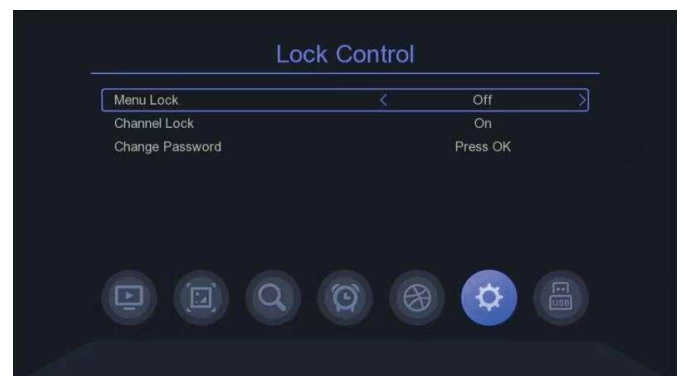 Lock Control
Menu Lock < Off >
Channel Lock On
Change Password Press OK
USB